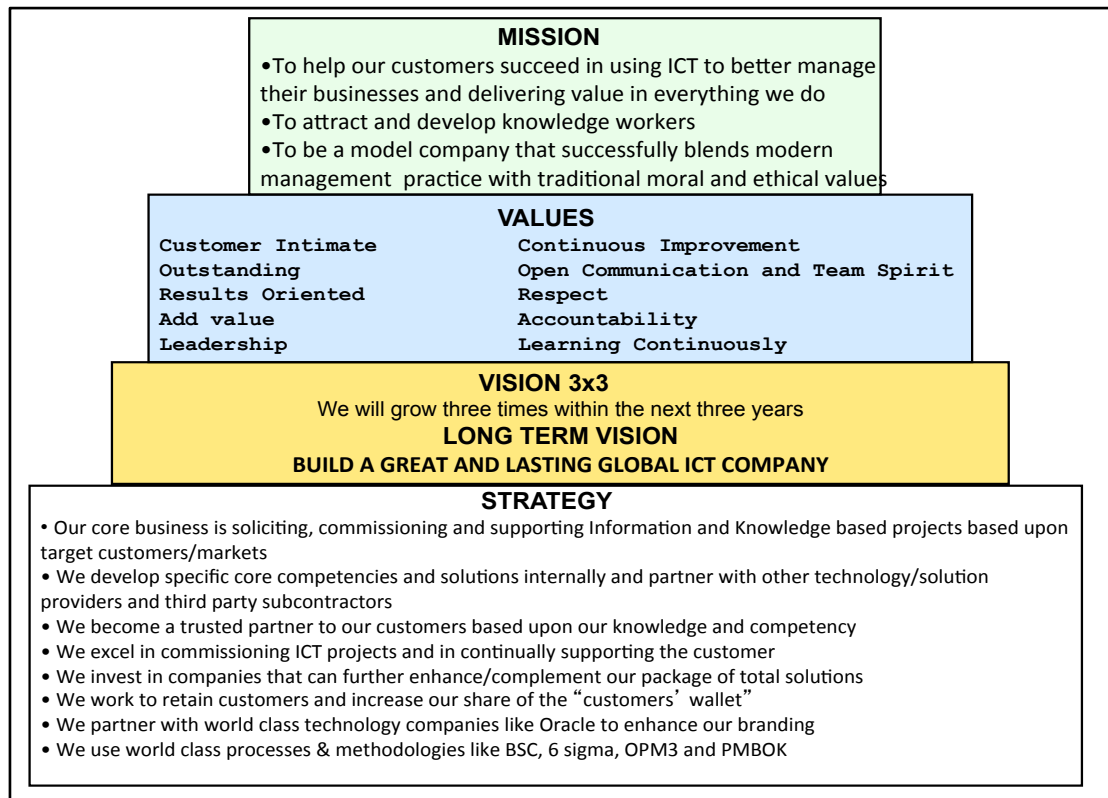 MISSION
•To help our customers succeed in using ICT to better manage
their businesses and delivering value in everything we do
•To attract and develop knowledge workers
•To be a model company that successfully blends modern
management practice with traditional moral and ethical values
VALUES
Customer Intimate
Outstanding
Results Oriented
Add value
Leadership
Continuous Improvement
Open Communication and Team Spirit
Respect
Accountability
Learning Continuously
VISION 3x3
We will grow three times within the next three years
LONG TERM VISION
BUILD A GREAT AND LASTING GLOBAL ICT COMPANY
STRATEGY
• Our core business is soliciting, commissioning and supporting Information and Knowledge based projects based upon
target customers/markets
• We develop specific core competencies and solutions internally and partner with other technology/solution
providers and third party subcontractors
• We become a trusted partner to our customers based upon our knowledge and competency
• We excel in commissioning ICT projects and in continually supporting the customer
• We invest in companies that can further enhance/complement our package of total solutions
• We work to retain customers and increase our share of the “customers’ wallet”
• We partner with world class technology companies like Oracle to enhance our branding
• We use world class processes & methodologies like BSC, 6 sigma, OPM3 and PMBOK